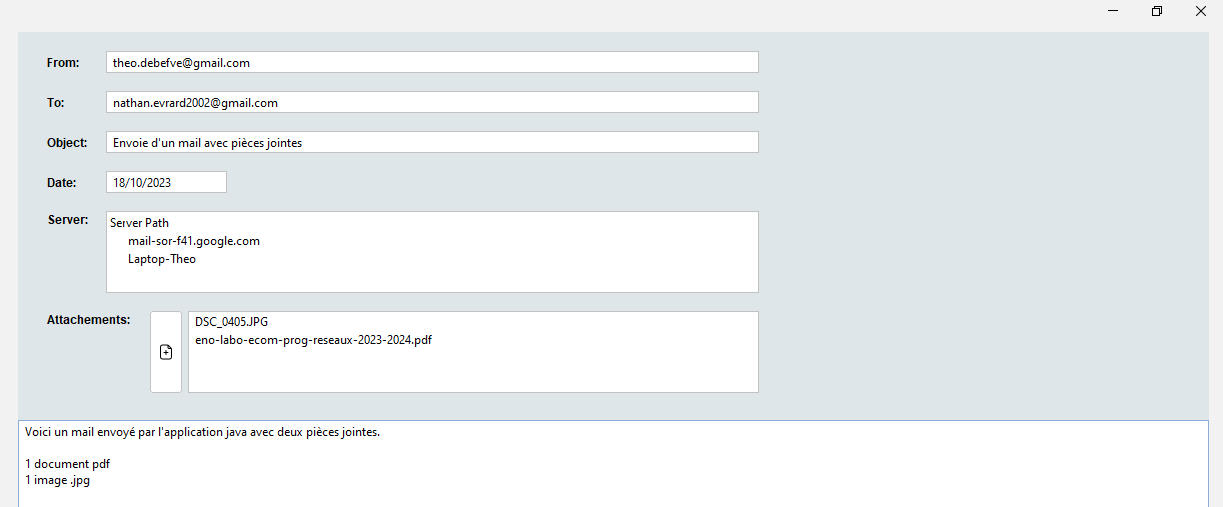 From: theo.debefve@gmail.com
To: nathan.evrard2002@gmail.com
Object: Envoie d'un mail avec pièces jointes
Date: 18/10/2023
Server: Server Path
mail-sor-f41.google.com
Laptop-Theo
Attachements: DSC_0405.JPG
eno-labo-ecom-prog-reseaux-2023-2024.pdf
Voici un mail envoyé par l'application java avec deux pièces jointes.
1 document pdf
1 image .jpg